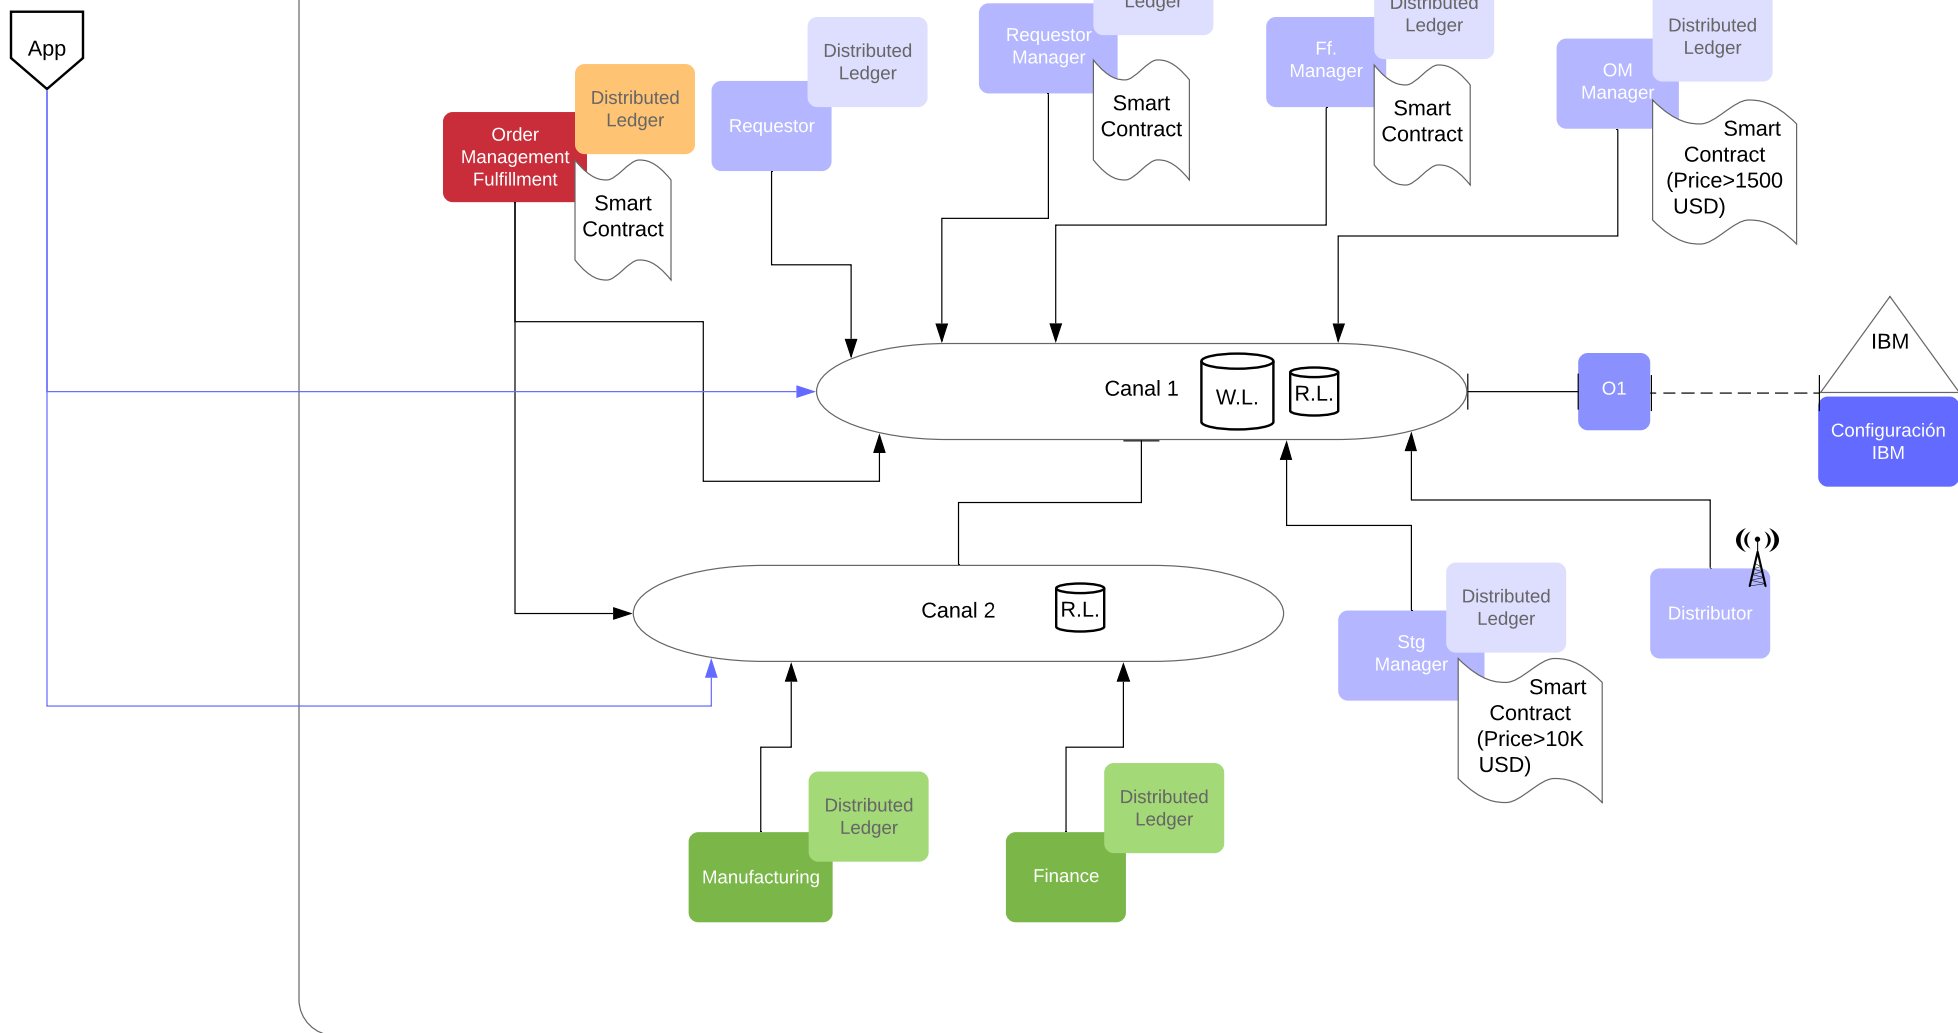 App
Order
Management
Fulfillment
Distributed
Ledger
Smart
Contract
Requestor
Distributed
Ledger
Requestor
Manager
Ledger
Smart
Contract
Ff.
Manager
Distributed
Ledger
Smart
Contract
OM
Manager
Distributed
Ledger
Smart
Contract
(Price>1500
USD)
Canal 1
W.L.
R.L.
O1
IBM
Configuración
IBM
Canal 2
R.L.
Stg
Manager
Distributed
Ledger
Smart
Contract
(Price>10K
USD)
Distributor
Manufacturing
Distributed
Ledger
Finance
Distributed
Ledger